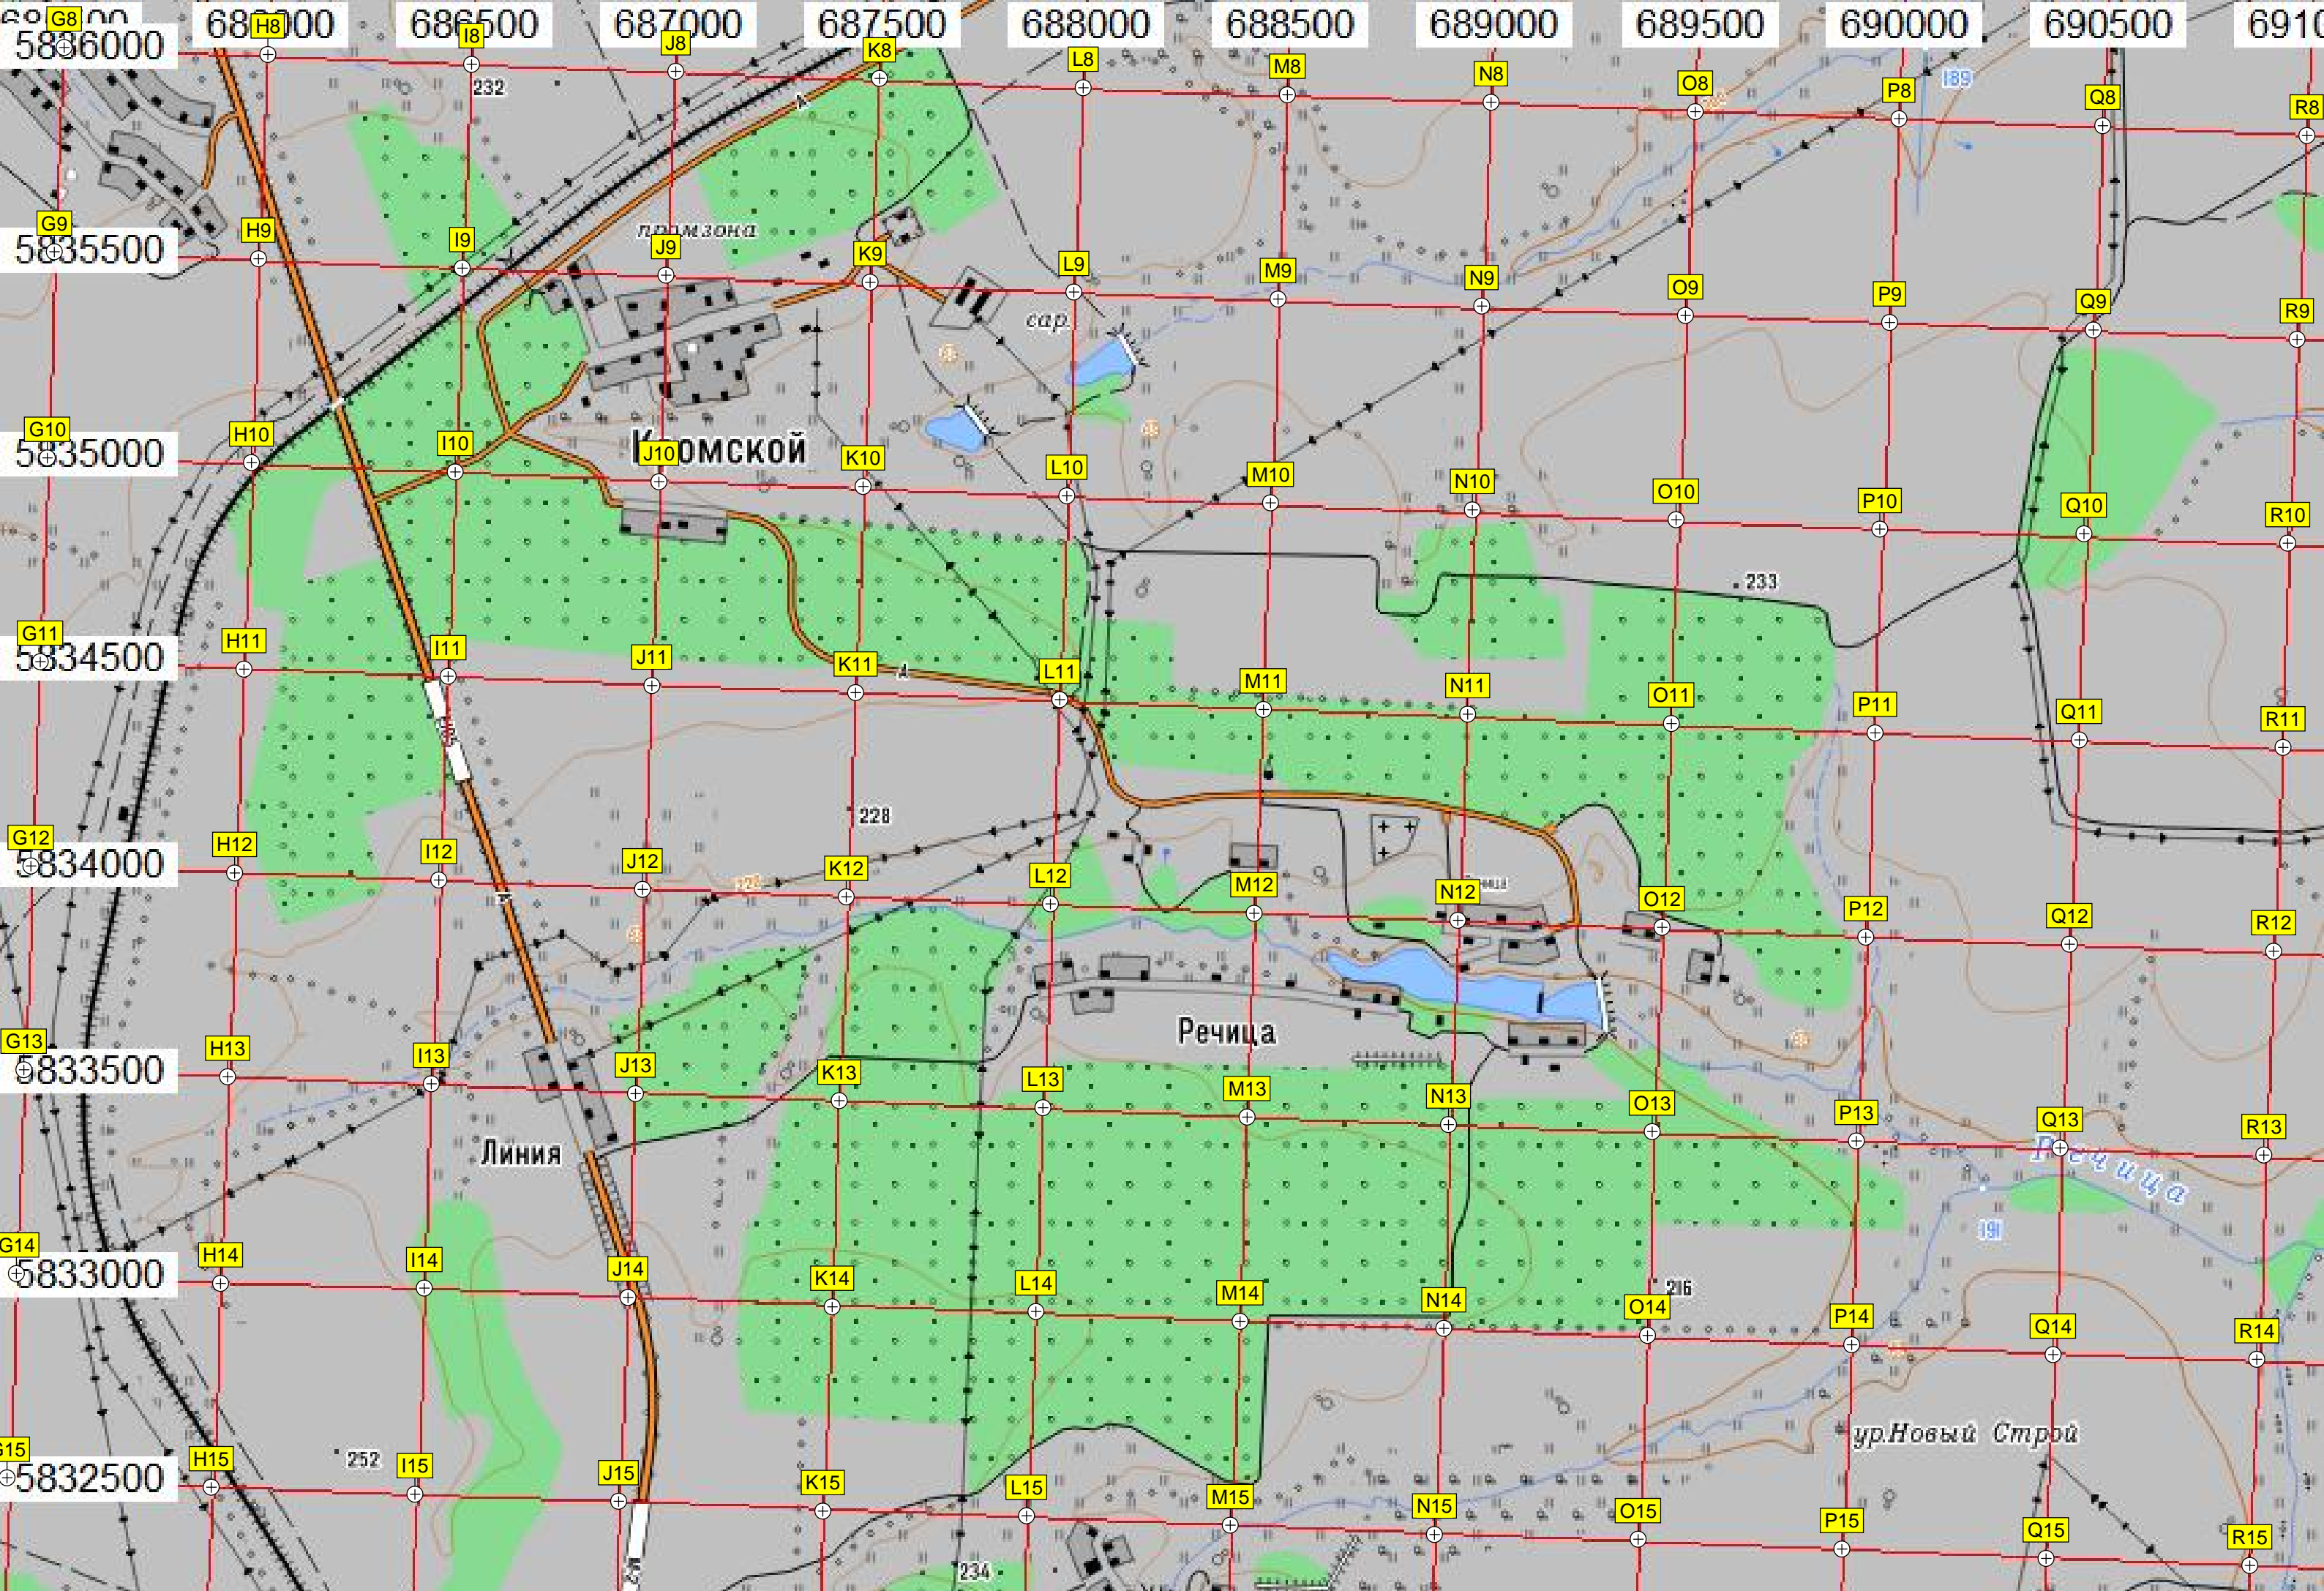 686000 686500 687000 687500 688000 688500 689000 689500 690000 690500
G8 H8 I8 J8 K8 L8 M8 N8 O8 P8 Q8 R8
5836000
232
189
промзона
G9 H9 I9 J9 K9 L9 M9 N9 O9 P9 Q9 R9
5835500
сар.
Кромской
G10 H10 I10 J10 K10 L10 M10 N10 O10 P10 Q10 R10
5835000
233
G11 H11 I11 J11 K11 L11 M11 N11 O11 P11 Q11 R11
5834500
А
228
G12 H12 I12 J12 K12 L12 M12 N12 O12 P12 Q12 R12
5834000
Речица
G13 H13 I13 J13 K13 L13 M13 N13 O13 P13 Q13 R13
5833500
Линия
Речица
191
G14 H14 I14 J14 K14 L14 M14 N14 O14 P14 Q14 R14
5833000
216
ур.Новый Строй
252
G15 H15 I15 J15 K15 L15 M15 N15 O15 P15 Q15 R15
5832500
234